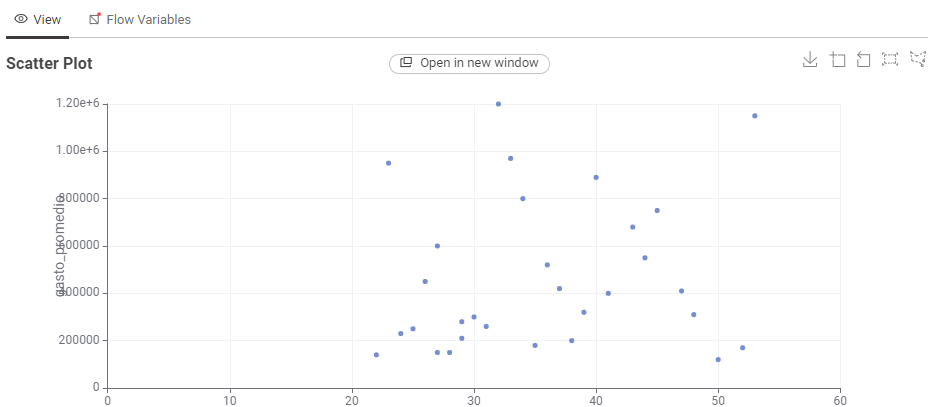 View Flow Variables
Scatter Plot
Open in new window
gasto_promedio
1.20e+6
1.00e+6
800000
600000
400000
200000
0
0 10 20 30 40 50 60